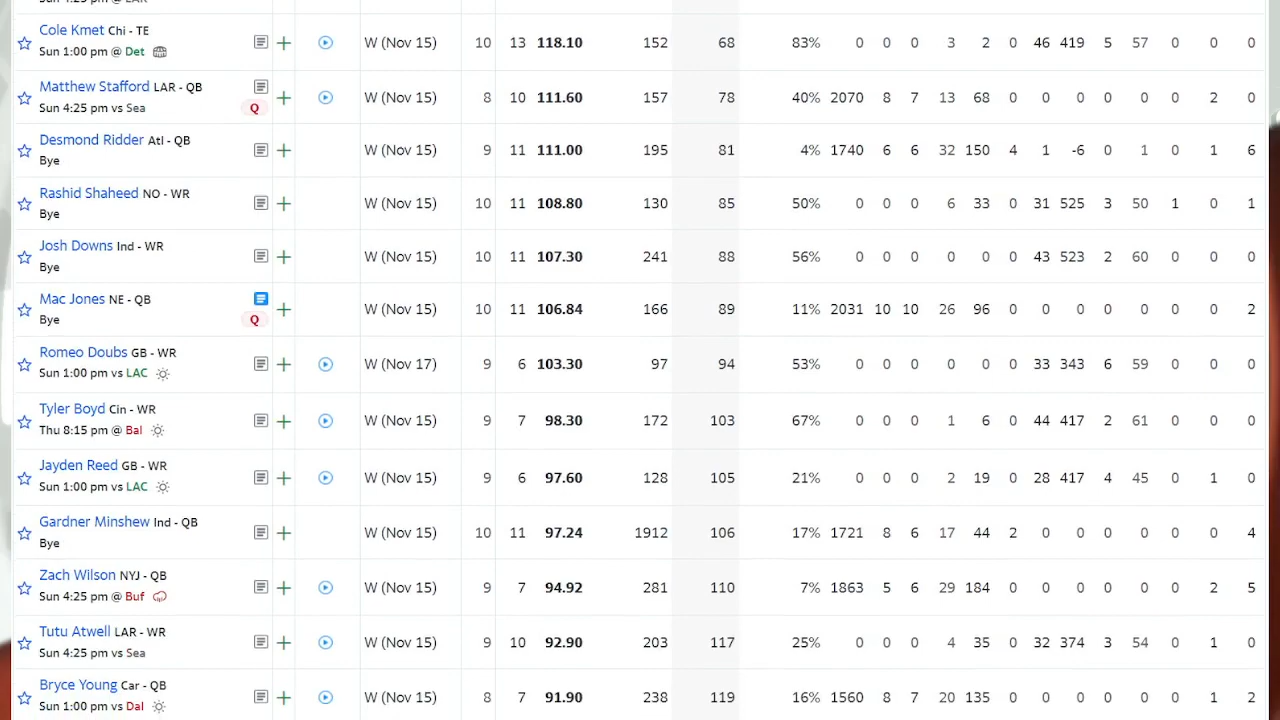 Cole Kmet Chi - TE W (Nov 15) 10 13 118.10 152 68 83% 0 0 0 3 2 0 46 419 5 57 0 0 0
Sun 1:00 pm @ Det
Matthew Stafford LAR - QB W (Nov 15) 8 10 111.60 157 78 40% 2070 8 7 13 68 0 0 0 0 0 0 2 0
Sun 4:25 pm vs Sea Q
Desmond Ridder Atl - QB W (Nov 15) 9 11 111.00 195 81 4% 1740 6 6 32 150 4 1 -6 0 1 0 1 6
Bye
Rashid Shaheed NO - WR W (Nov 15) 10 11 108.80 130 85 50% 0 0 0 6 33 0 31 525 3 50 1 0 1
Bye
Josh Downs Ind - WR W (Nov 15) 10 11 107.30 241 88 56% 0 0 0 0 0 0 43 523 2 60 0 0 0
Bye
Mac Jones NE - QB W (Nov 15) 10 11 106.84 166 89 11% 2031 10 10 26 96 0 0 0 0 0 0 0 2
Bye Q
Romeo Doubs GB - WR W (Nov 17) 9 6 103.30 97 94 53% 0 0 0 0 0 0 33 343 6 59 0 0 0
Sun 1:00 pm vs LAC
Tyler Boyd Cin - WR W (Nov 15) 9 7 98.30 172 103 67% 0 0 0 1 6 0 44 417 2 61 0 0 0
Thu 8:15 pm @ Bal
Jayden Reed GB - WR W (Nov 15) 9 6 97.60 128 105 21% 0 0 0 2 19 0 28 417 4 45 0 1 0
Sun 1:00 pm vs LAC
Gardner Minshew Ind - QB W (Nov 15) 10 11 97.24 1912 106 17% 1721 8 6 17 44 2 0 0 0 0 0 0 4
Bye
Zach Wilson NYJ - QB W (Nov 15) 9 7 94.92 281 110 7% 1863 5 6 29 184 0 0 0 0 0 0 2 5
Sun 4:25 pm @ Buf
Tutu Atwell LAR - WR W (Nov 15) 9 10 92.90 203 117 25% 0 0 0 4 35 0 32 374 3 54 0 1 0
Sun 4:25 pm vs Sea
Bryce Young Car - QB W (Nov 15) 8 7 91.90 238 119 16% 1560 8 7 20 135 0 0 0 0 0 0 1 2
Sun 1:00 pm vs Dal